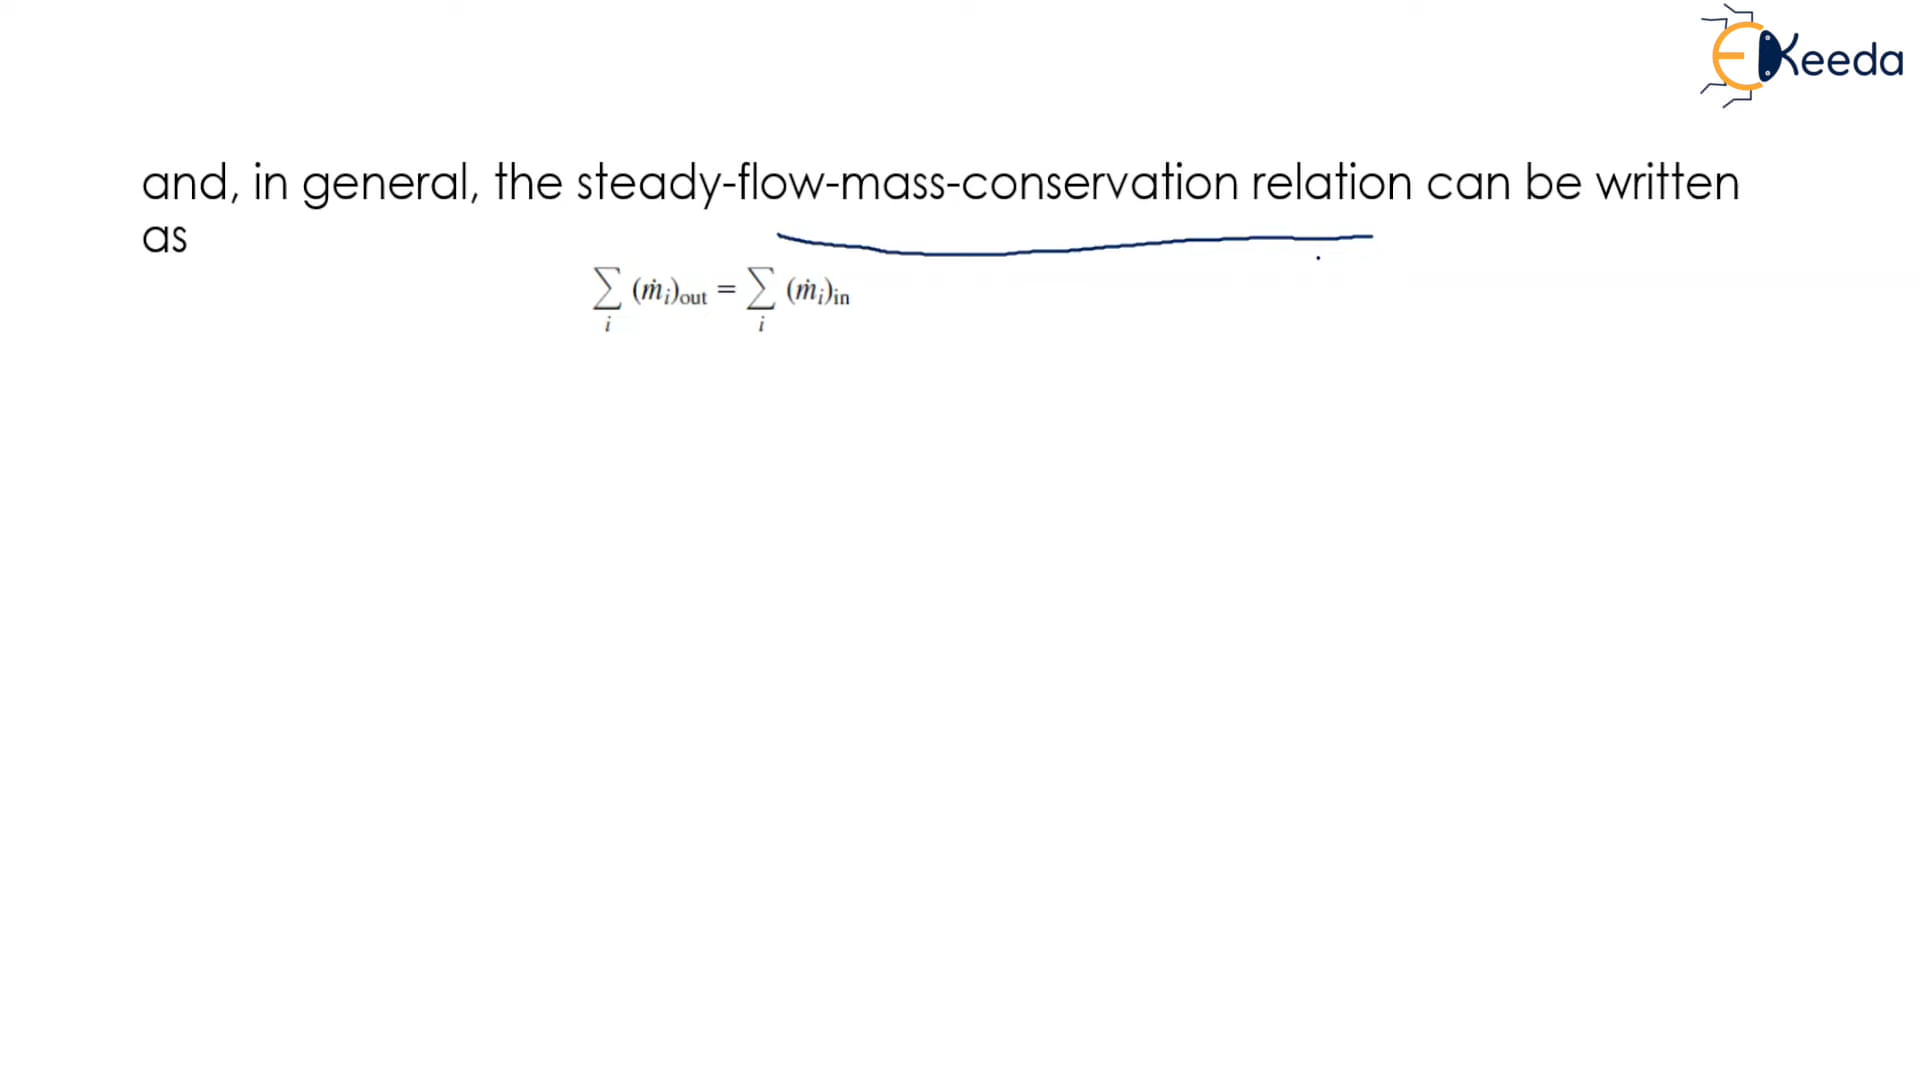 EKeeda
and, in general, the steady-flow-mass-conservation relation can be written
as
∑ᵢ (ṁᵢ)out = ∑ᵢ (ṁᵢ)in